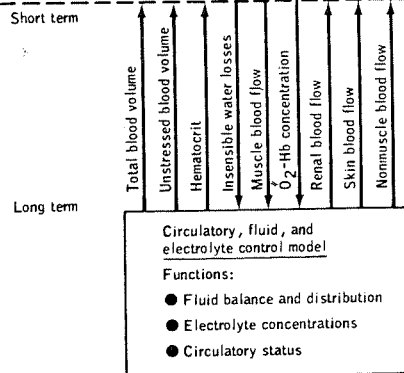 Short term
Total blood volume
Unstressed blood volume
Hematocrit
Insensible water losses
Muscle blood flow
O2-Hb concentration
Renal blood flow
Skin blood flow
Nonmuscle blood flow
Long term
Circulatory, fluid, and
electrolyte control model
Functions:
● Fluid balance and distribution
● Electrolyte concentrations
● Circulatory status